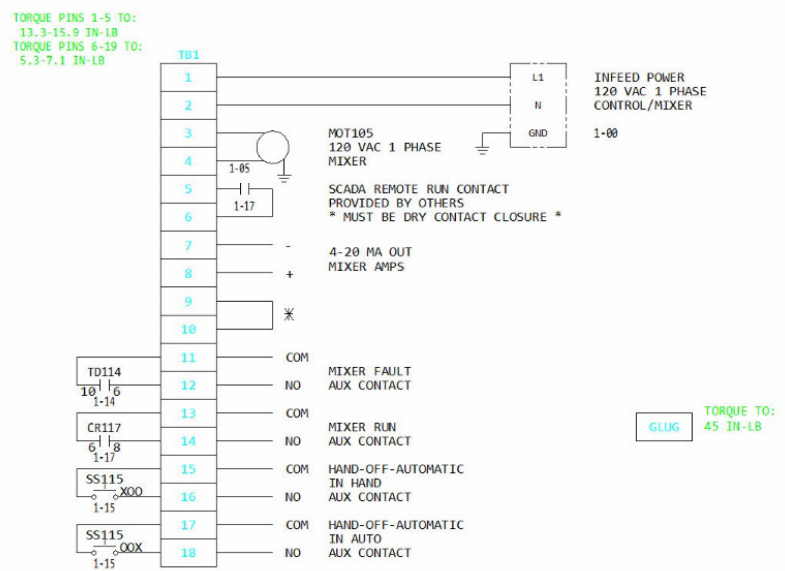 TORQUE PINS 1-5 TO:
13.3-15.9 IN-LB
TORQUE PINS 6-19 TO:
5.3-7.1 IN-LB
TB1
1
L1
INFEED POWER
120 VAC 1 PHASE
2
N
CONTROL/MIXER
3
MOT105
GND
1-00
120 VAC 1 PHASE
4
MIXER
1-05
5
SCADA REMOTE RUN CONTACT
1-17
PROVIDED BY OTHERS
6
* MUST BE DRY CONTACT CLOSURE *
7
-
4-20 MA OUT
8
+
MIXER AMPS
9
10
11
COM
TD114
MIXER FAULT
10 6
12
NO
AUX CONTACT
1-14
13
COM
CR117
MIXER RUN
6 8
14
NO
AUX CONTACT
1-17
GLUG
TORQUE TO:
45 IN-LB
15
COM
HAND-OFF-AUTOMATIC
SS115
IN HAND
XOO
16
NO
AUX CONTACT
1-15
17
COM
HAND-OFF-AUTOMATIC
SS115
IN AUTO
OOX
18
NO
AUX CONTACT
1-15